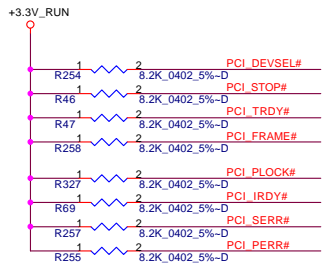 +3.3V_RUN
1 2 PCI_DEVSEL#
R254 8.2K_0402_5%~D
1 2 PCI_STOP#
R46 8.2K_0402_5%~D
1 2 PCI_TRDY#
R47 8.2K_0402_5%~D
1 2 PCI_FRAME#
R258 8.2K_0402_5%~D
1 2 PCI_PLOCK#
R327 8.2K_0402_5%~D
1 2 PCI_IRDY#
R69 8.2K_0402_5%~D
1 2 PCI_SERR#
R257 8.2K_0402_5%~D
1 2 PCI_PERR#
R255 8.2K_0402_5%~D